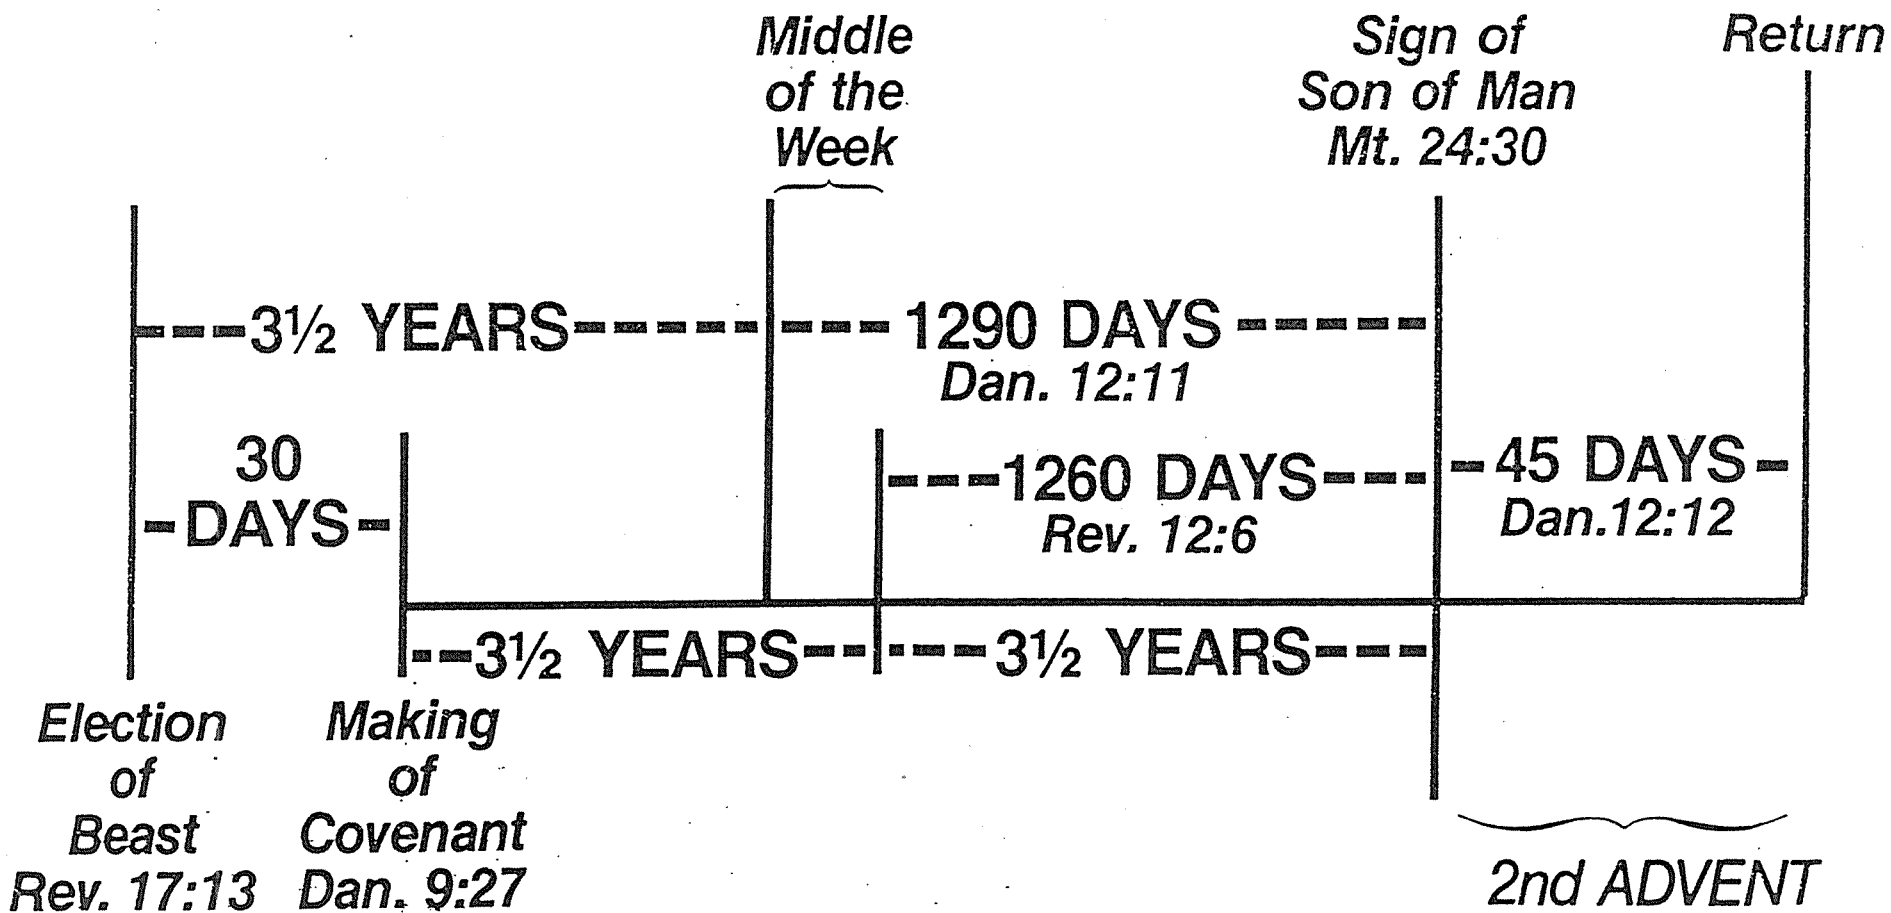 Middle
of the
Week
Sign of
Son of Man
Mt. 24:30
Return
3½ YEARS
1290 DAYS
Dan. 12:11
30
DAYS
1260 DAYS
Rev. 12:6
45 DAYS
Dan.12:12
3½ YEARS
3½ YEARS
Election
of
Beast
Rev. 17:13
Making
of
Covenant
Dan. 9:27
2nd ADVENT